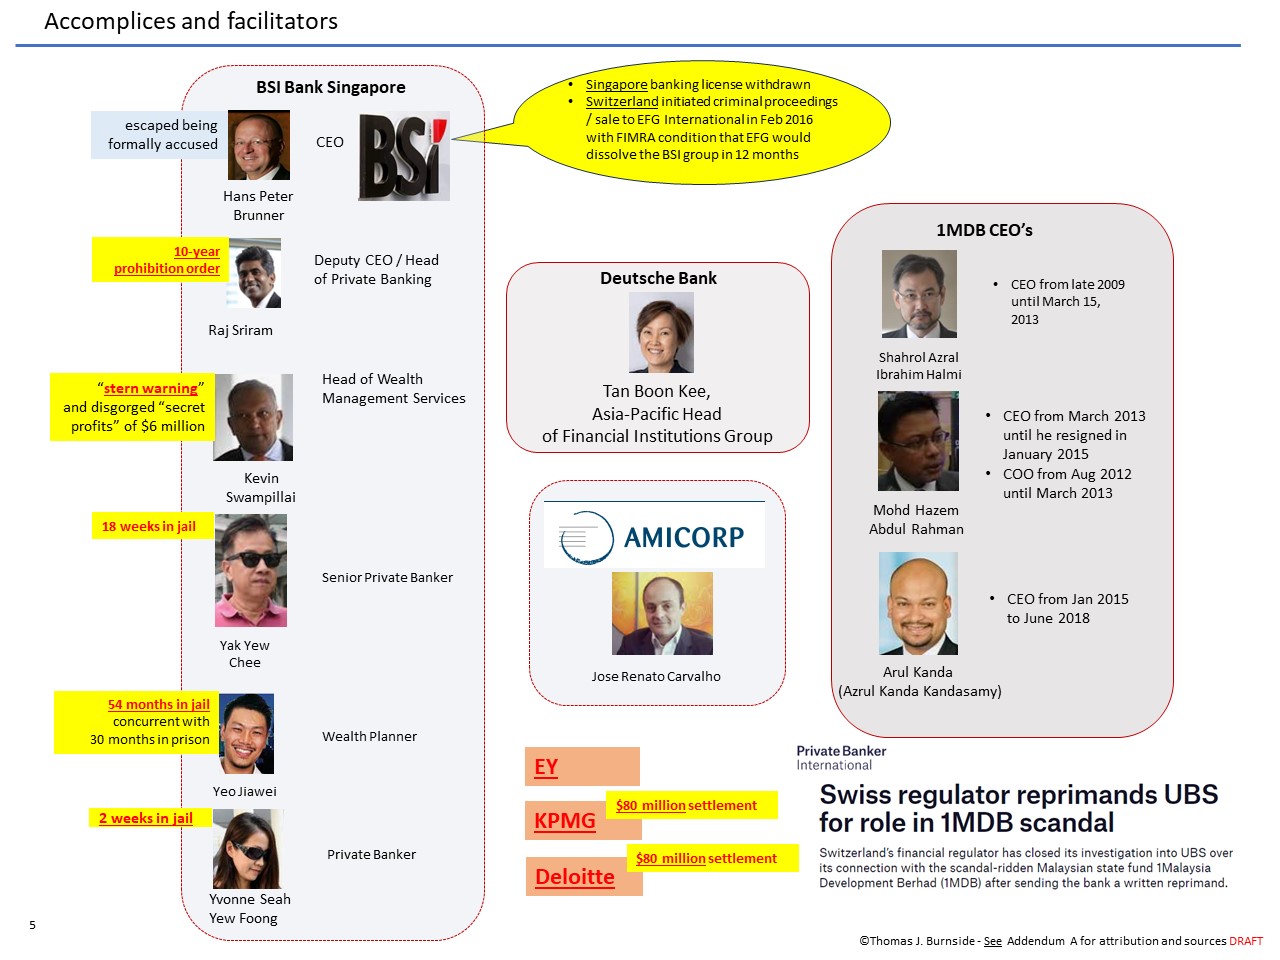 Accomplices and facilitators
BSI Bank Singapore
escaped being
formally accused
CEO
BSi
Hans Peter
Brunner
• Singapore banking license withdrawn
• Switzerland initiated criminal proceedings
/ sale to EFG International in Feb 2016
with FIMRA condition that EFG would
dissolve the BSI group in 12 months
10-year
prohibition order
Deputy CEO / Head
of Private Banking
Raj Sriram
"stern warning"
and disgorged "secret
profits" of $6 million
Head of Wealth
Management Services
Kevin
Swampillai
18 weeks in jail
Senior Private Banker
Yak Yew
Chee
54 months in jail
concurrent with
30 months in prison
Wealth Planner
Yeo Jiawei
2 weeks in jail
Private Banker
Yvonne Seah
Yew Foong
Deutsche Bank
Tan Boon Kee,
Asia-Pacific Head
of Financial Institutions Group
AMICORP
Jose Renato Carvalho
EY
KPMG
$80 million settlement
Deloitte
$80 million settlement
1MDB CEO's
• CEO from late 2009
until March 15,
2013
Shahrol Azral
Ibrahim Halmi
• CEO from March 2013
until he resigned in
January 2015
• COO from Aug 2012
until March 2013
Mohd Hazem
Abdul Rahman
• CEO from Jan 2015
to June 2018
Arul Kanda
(Azrul Kanda Kandasamy)
Private Banker
International
Swiss regulator reprimands UBS
for role in 1MDB scandal
Switzerland's financial regulator has closed its investigation into UBS over
its connection with the scandal-ridden Malaysian state fund 1Malaysia
Development Berhad (1MDB) after sending the bank a written reprimand.
5
©Thomas J. Burnside - See Addendum A for attribution and sources DRAFT